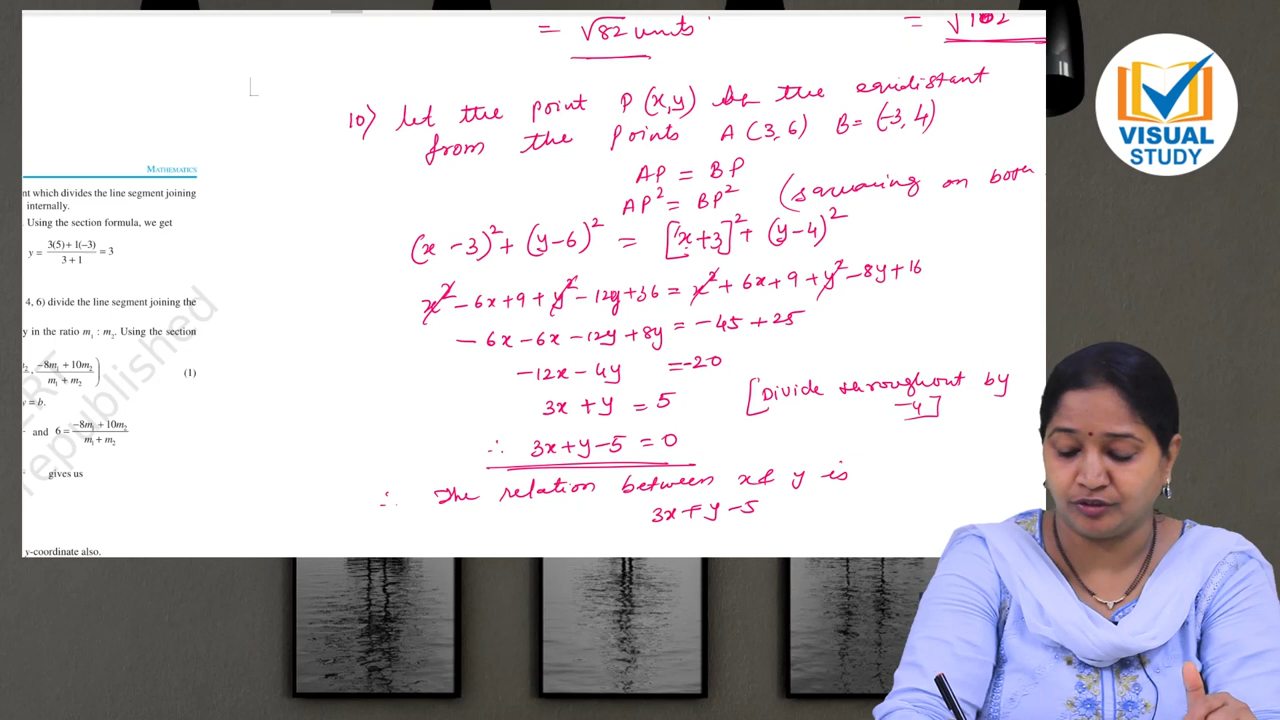 = √82 units
= √102
10) Let the point P(x,y) be the equidistant
from the points A(3,6) B=(-3,4)
AP = BP
AP² = BP² (squaring on both
(x-3)² + (y-6)² = [x+3]² + (y-4)²
x² - 6x + 9 + y² - 12y + 36 = x² + 6x + 9 + y² - 8y + 16
- 6x - 6x - 12y + 8y = -45 + 25
-12x - 4y = -20
3x + y = 5 [Divide throughout by
-4]
∴ 3x + y - 5 = 0
∴ The relation between x & y is
3x + y - 5
MATHEMATICS
nt which divides the line segment joining
internally.
Using the section formula, we get
y = 3(5) + 1(–3) / 3 + 1 = 3
4, 6) divide the line segment joining the
y in the ratio m₁ : m₂. Using the section
–8m₁ + 10m₂ / m₁ + m₂ ) (1)
= b.
and 6 = –8m₁ + 10m₂ / m₁ + m₂
gives us
y-coordinate also.
republished
VISUAL
STUDY